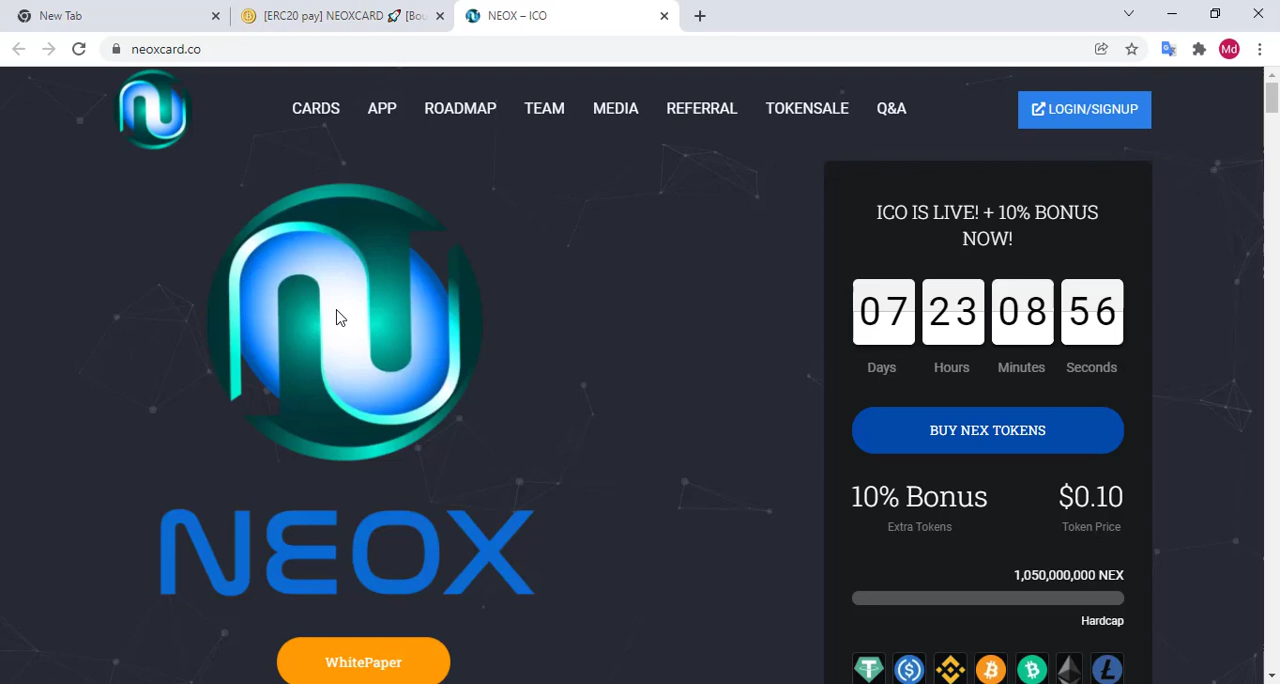 New Tab
[ERC20 pay] NEOXCARD 🚀 [Bou
NEOX – ICO
neoxcard.co
Md
CARDS APP ROADMAP TEAM MEDIA REFERRAL TOKENSALE Q&A
LOGIN/SIGNUP
ICO IS LIVE! + 10% BONUS
NOW!
07 23 08 56
Days Hours Minutes Seconds
BUY NEX TOKENS
10% Bonus $0.10
Extra Tokens Token Price
1,050,000,000 NEX
Hardcap
NEOX
WhitePaper